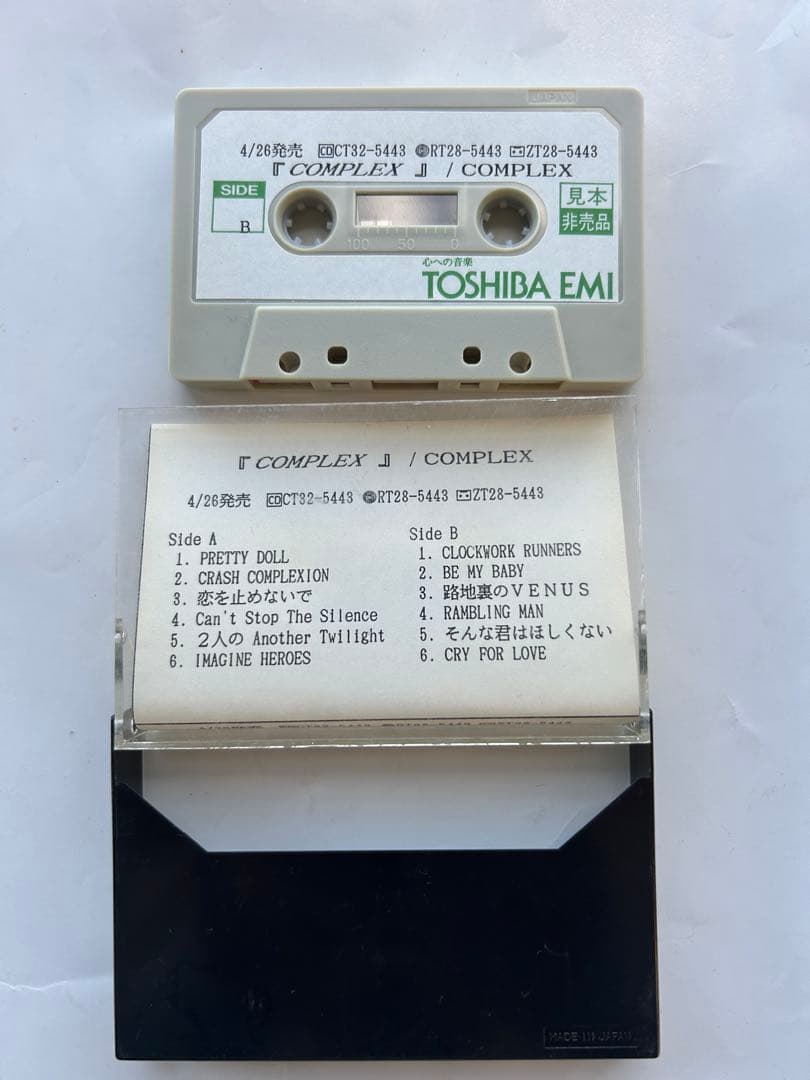 JAPAN
4/26発売 CD CT32-5443 RT28-5443 ZT28-5443
『COMPLEX 』 / COMPLEX
SIDE
B
見本
非売品
100 50 0
心への音楽
TOSHIBA EMI
『COMPLEX 』 / COMPLEX
4/26発売 CD CT32-5443 RT28-5443 ZT28-5443
Side A
1. PRETTY DOLL
2. CRASH COMPLEXION
3. 恋を止めないで
4. Can't Stop The Silence
5. 2人の Another Twilight
6. IMAGINE HEROES
Side B
1. CLOCKWORK RUNNERS
2. BE MY BABY
3. 路地裏のVENUS
4. RAMBLING MAN
5. そんな君はほしくない
6. CRY FOR LOVE
MADE IN JAPAN